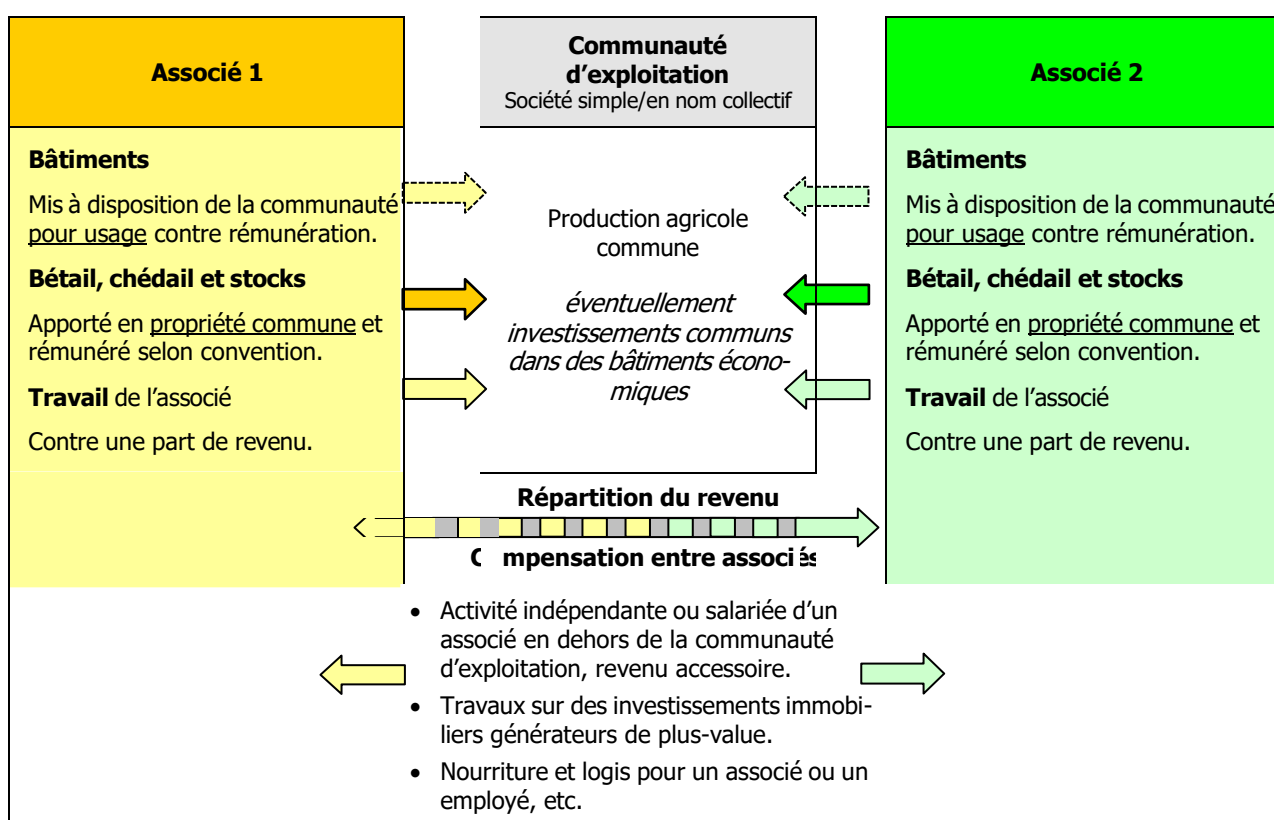 Associé 1
Communauté
d'exploitation
Société simple/en nom collectif
Associé 2
Bâtiments
Mis à disposition de la communauté
pour usage contre rémunération.
Bétail, chédail et stocks
Apporté en propriété commune et
rémunéré selon convention.
Travail de l'associé
Contre une part de revenu.
Production agricole
commune
éventuellement
investissements communs
dans des bâtiments écono-
miques
Bâtiments
Mis à disposition de la communauté
pour usage contre rémunération.
Bétail, chédail et stocks
Apporté en propriété commune et
rémunéré selon convention.
Travail de l'associé
Contre une part de revenu.
Répartition du revenu
C mpensation entre associés
• Activité indépendante ou salariée d'un
associé en dehors de la communauté
d'exploitation, revenu accessoire.
• Travaux sur des investissements immobi-
liers générateurs de plus-value.
• Nourriture et logis pour un associé ou un
employé, etc.